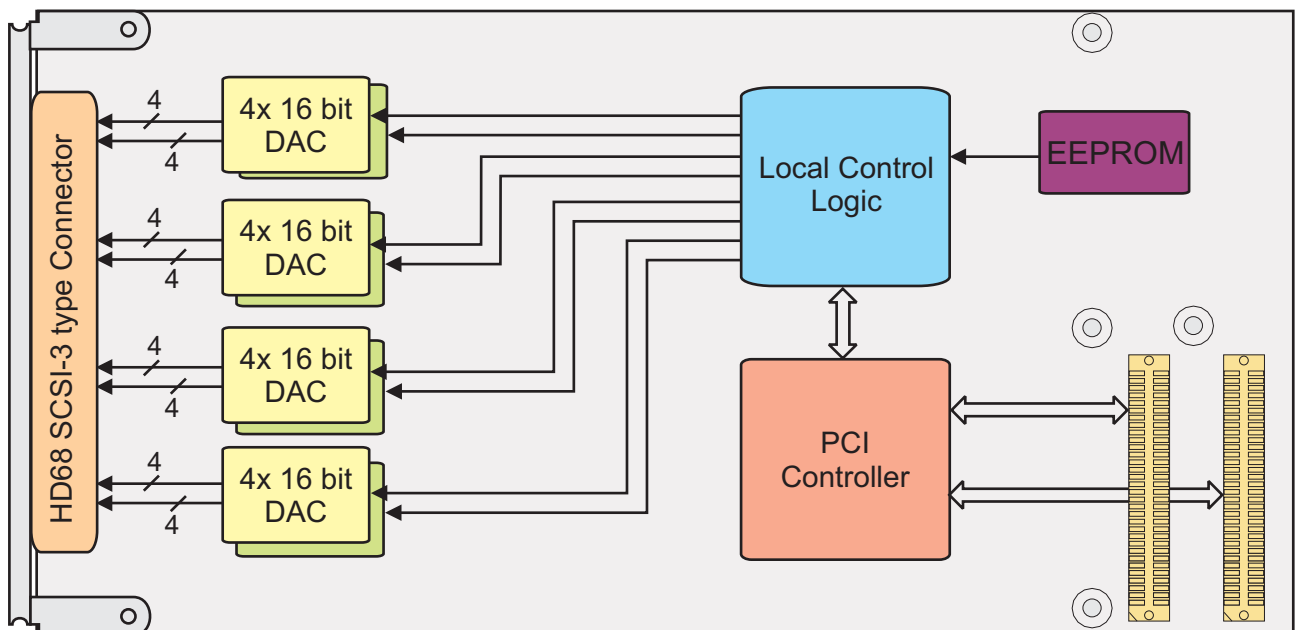 HD68 SCSI-3 type Connector
4
4
4x 16 bit
DAC
4
4
4x 16 bit
DAC
4
4
4x 16 bit
DAC
4
4
4x 16 bit
DAC
Local Control
Logic
EEPROM
PCI
Controller